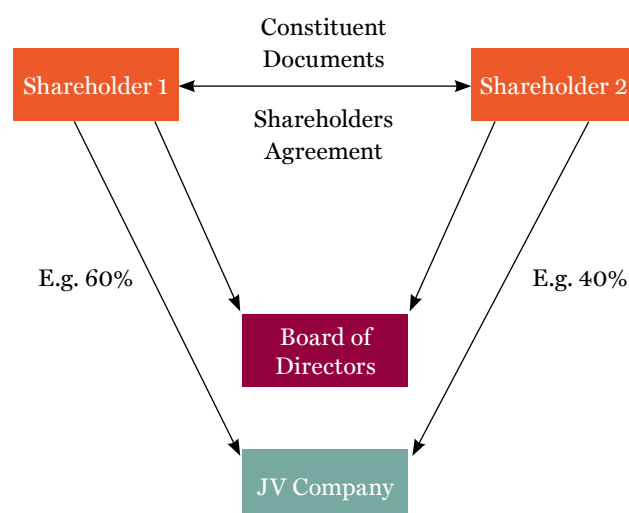 Constituent
Documents
Shareholder 1
Shareholder 2
Shareholders
Agreement
E.g. 60%
E.g. 40%
Board of
Directors
JV Company